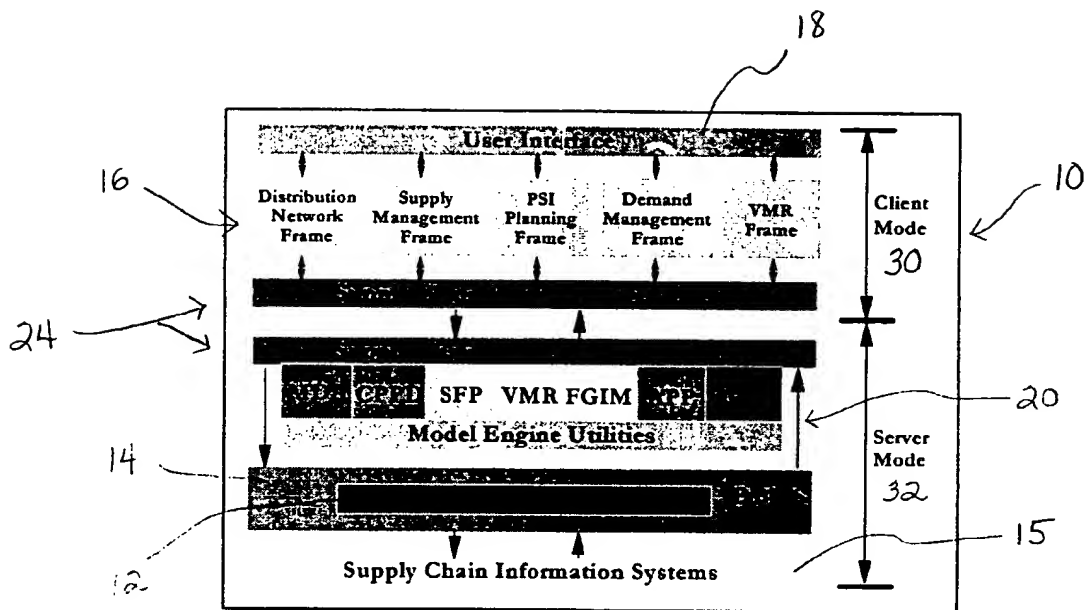 18
User Interface
16
Distribution Network Frame
Supply Management Frame
PSI Planning Frame
Demand Management Frame
VMR Frame
Client Mode
30
10
24
SFP VMR FGIM
20
Model Engine Utilities
Server Mode
32
14
12
15
Supply Chain Information Systems